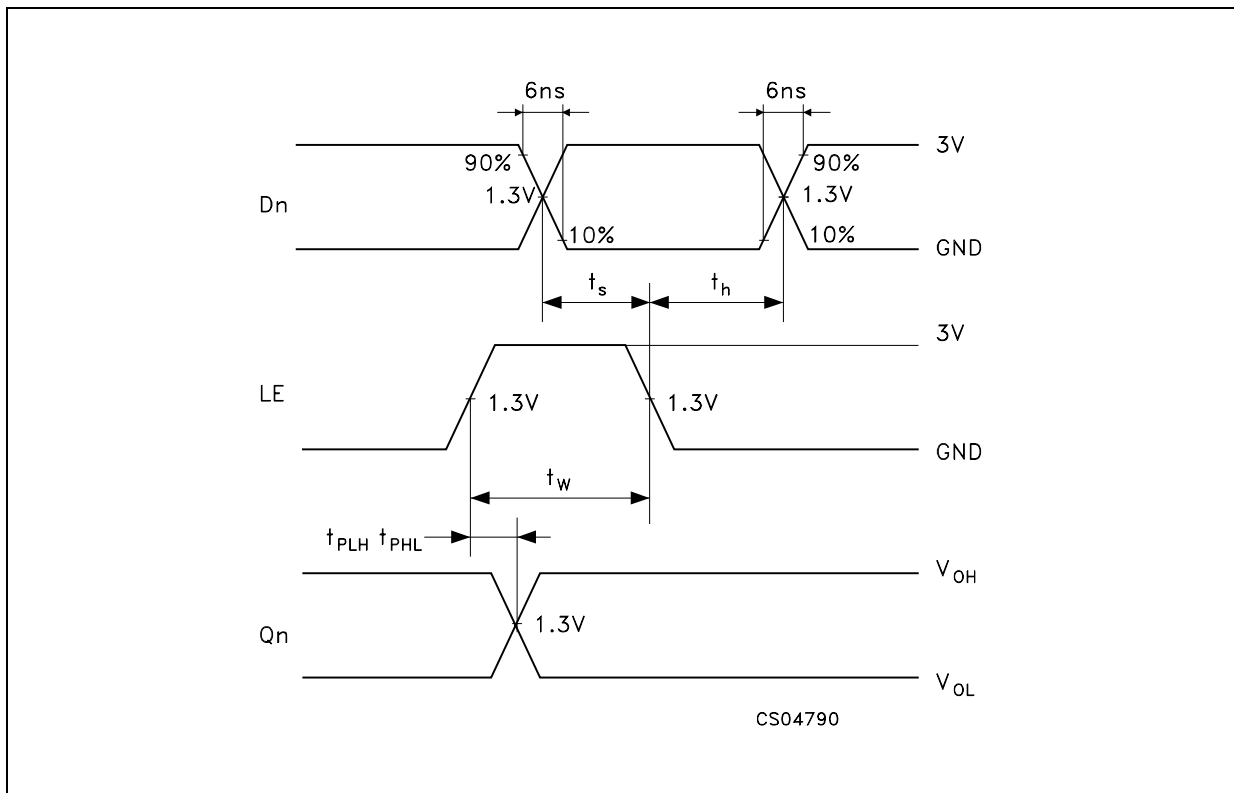 6ns 6ns
3V
90% 90%
Dn 1.3V 1.3V
10% 10%
GND
ts th
3V
LE 1.3V 1.3V
GND
tW
tPLH tPHL
VOH
Qn 1.3V
VOL
CS04790